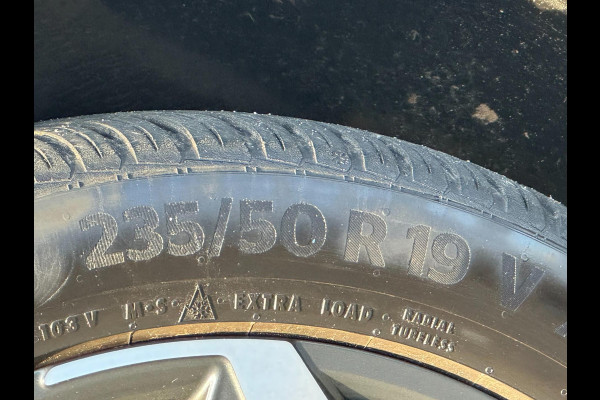 235/50 R 19 V
103 V M+S EXTRA LOAD RADIAL
TUBELESS